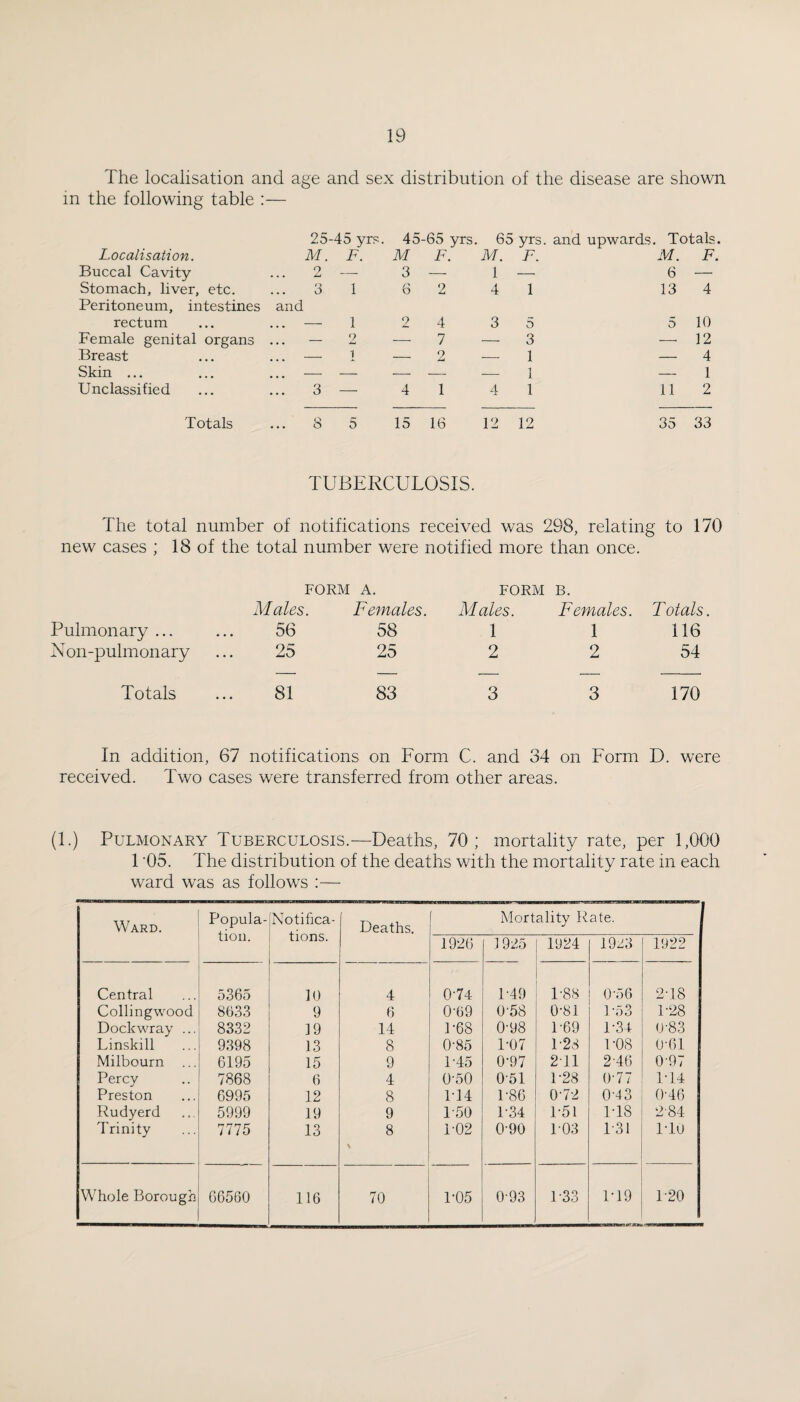 19
The localisation and age and sex distribution of the disease are shown
in the following table :—
25-45 yrs. 45-65 yrs. 65 yrs. and upwards. Totals.
Localisation. M. F. M F. M. F. M. F.
Buccal Cavity ... 2 — 3 — 1 — 6 —
Stomach, liver, etc. ... 3 1 6 2 4 1 13 4
Peritoneum, intestines and
rectum ... ... — 1 2 4 3 5 5 10
Female genital organs ... — 2 — 7 — 3 — 12
Breast ... ... — 1 — 2 — 1 — 4
Skin ... ... ... — — — — — 1 — 1
Unclassified ... ... 3 — 4 1 4 1 11 2
Totals ... 8 5 15 16 12 12 35 33
TUBERCULOSIS.
The total number of notifications received was 298, relating to 170
new cases ; 18 of the total number were notified more than once.
FORM A. FORM B.
Males. Females. Males. Females. Totals.
Pulmonary ... ... 56 58 1 1 116
Non-pulmonary ... 25 25 2 2 54
Totals ... 81 83 3 3 170
In addition, 67 notifications on Form C. and 34 on Form D. were
received. Two cases were transferred from other areas.
(1.) Pulmonary Tuberculosis.—Deaths, 70 ; mortality rate, per 1,000
1·05. The distribution of the deaths with the mortality rate in each
ward was as follows :—
Ward. Popula- Notifica- Deaths. Mortality Rate.
tion. tions. 1926 1925 1924 1923 1922
Central ... 5365 10 4 0·74 1·49 1·88 0·56 2·18
Collingwood 8633 9 6 0·69 0·58 0·81 1·53 1·28
Dockwray ... 8332 19 14 1·68 0·98 1·69 1·34 0·83
Linskill ... 9398 13 8 0·85 1·07 1·28 1·08 0·61
Milbourn ... 6195 15 9 1·45 0·97 2·11 2·46 0·97
Percy .. 7868 6 4 0·50 0·51 1·28 0·77 1·14
Preston ... 6995 12 8 1·14 1·86 0·72 0·43 0·46
Rudyerd ... 5999 19 9 1·50 1·34 1·51 1·18 2·84
Trinity ... 7775 13 8 1·02 0·90 1·03 1·31 1·10
Whole Borough 66560 116 70 1·05 0·93 1·33 1·19 1·20